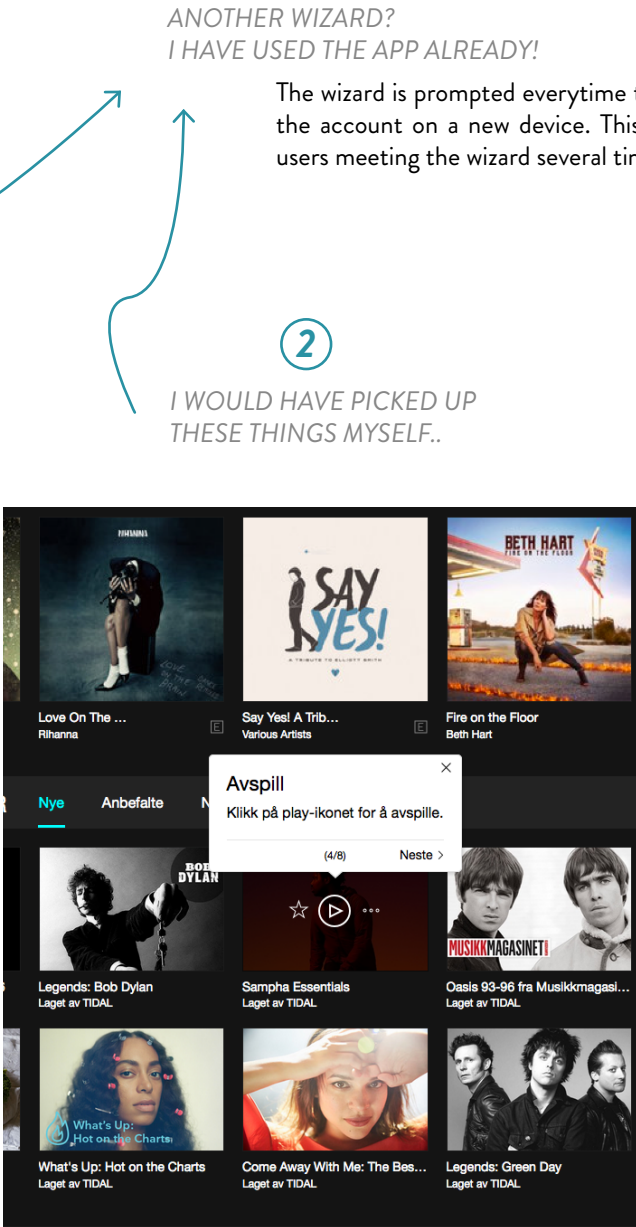 ANOTHER WIZARD?
I HAVE USED THE APP ALREADY!
The wizard is prompted everytime
the account on a new device. This
users meeting the wizard several
2
I WOULD HAVE PICKED UP
THESE THINGS MYSELF..
RIHANNA
LOVE
ON THE
BRAIN
SAY
YES!
A TRIBUTE TO ELLIOTT SMITH
BETH HART
FIRE ON THE FLOOR
Love On The ...
Rihanna
E
Say Yes! A Trib...
Various Artists
E
Fire on the Floor
Beth Hart
Avspill
Klikk på play-ikonet for å avspille.
(4/8) Neste >
Nye Anbefalte N
BOB
DYLAN
MUSIKKMAGASINET
Legends: Bob Dylan
Laget av TIDAL
Sampha Essentials
Laget av TIDAL
Oasis 93-96 fra Musikkmagasi...
Laget av TIDAL
What's Up:
Hot on the Charts
What's Up: Hot on the Charts
Laget av TIDAL
Come Away With Me: The Bes...
Laget av TIDAL
Legends: Green Day
Laget av TIDAL